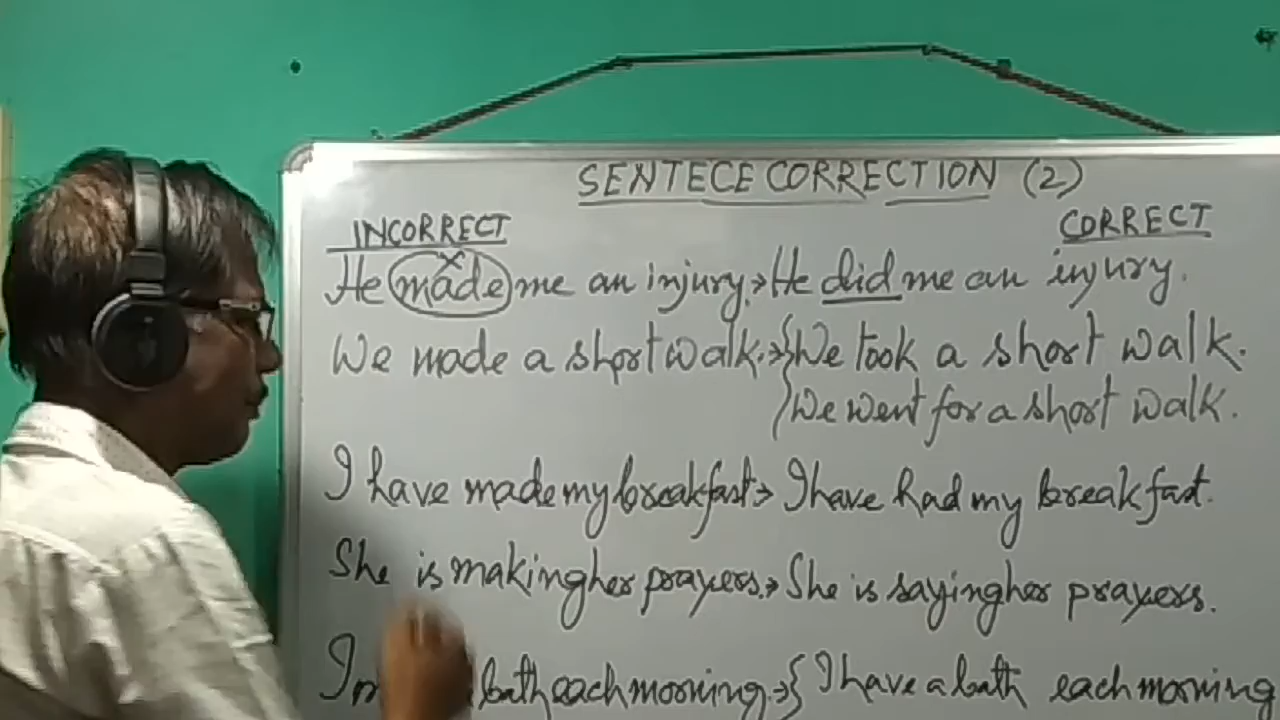 SENTECE CORRECTION (2)
INCORRECT CORRECT
He made me an injury. → He did me an injury.
We made a short walk. → { We took a short walk.
We went for a short walk.
I have made my breakfast → I have had my breakfast.
She is making her prayers. → She is saying her prayers.
I bath each morning. → { I have a bath each morning